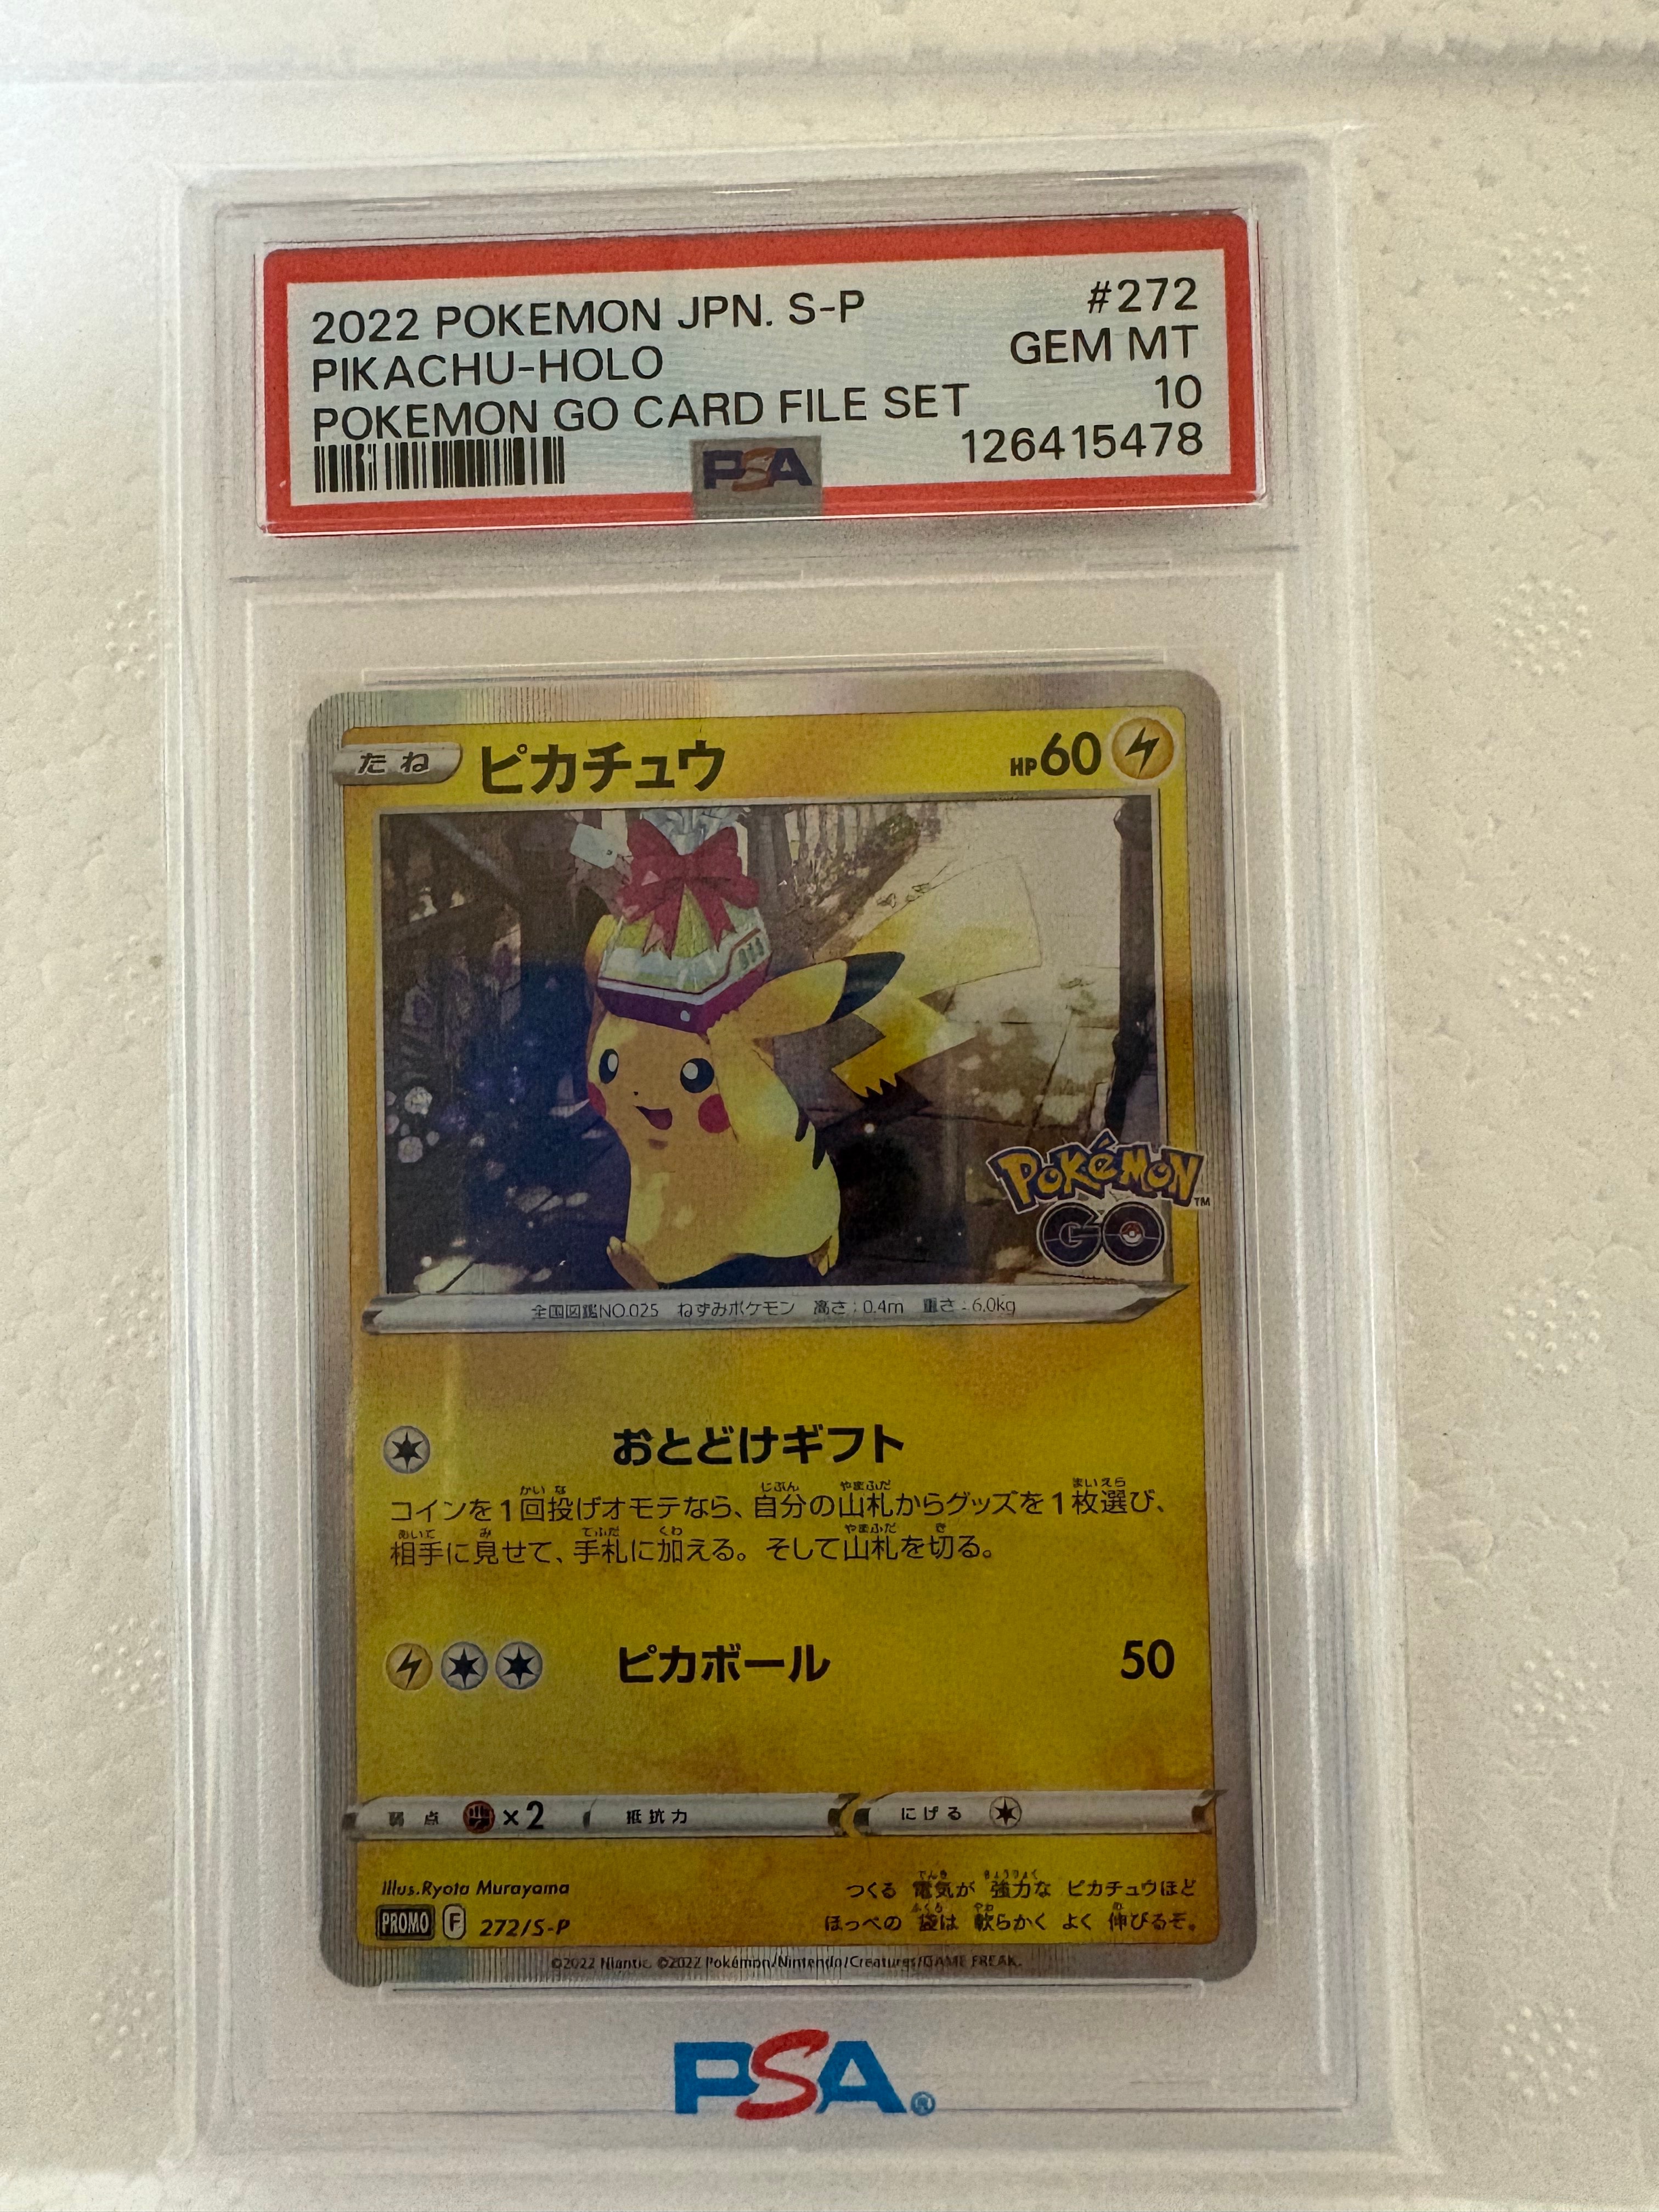 2022 POKEMON JPN. S-P #272
PIKACHU-HOLO GEM MT
POKEMON GO CARD FILE SET 10
126415478
PSA
たね ピカチュウ HP60
POKéMON™
GO
全国図鑑NO.025 ねずみポケモン 高さ:0.4m 重さ:6.0kg
おとどけギフト
コインを1回投げオモテなら、自分の山札からグッズを1枚選び、
相手に見せて、手札に加える。そして山札を切る。
ピカボール 50
弱点 ×2 抵抗力 にげる
Illus.Ryota Murayama
PROMO F 272/S-P
つくる 電気が 強力な ピカチュウほど
ほっぺの 袋は 軟らかく よく 伸びるぞ。
©2022 Niantic. ©2022 Pokémon/Nintendo/Creatures/GAME FREAK.
PSA®